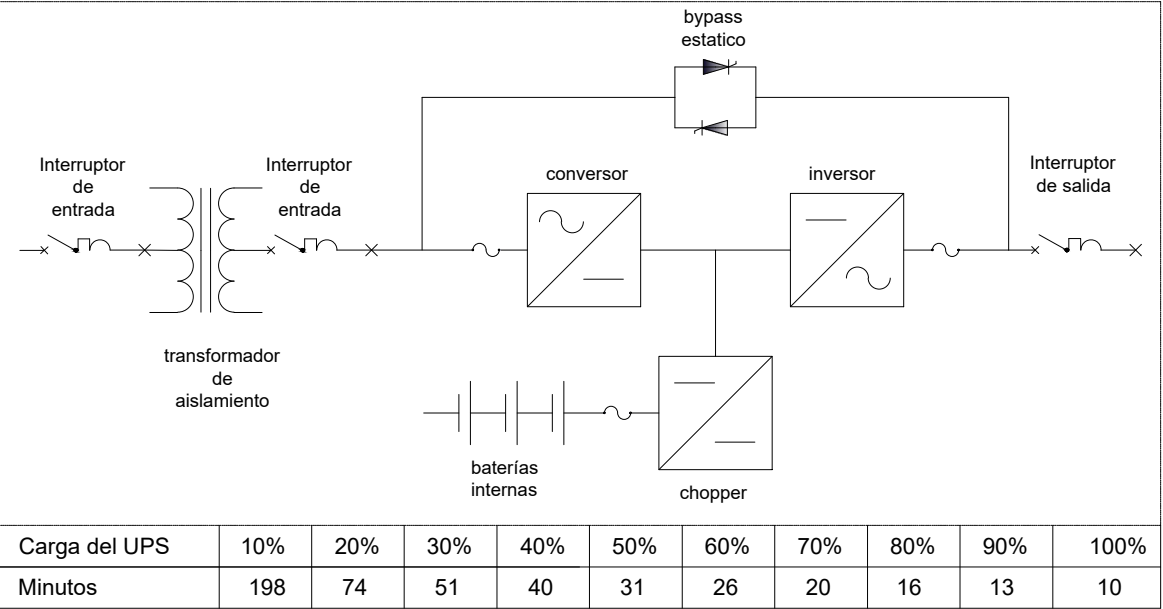 bypass
estatico
Interruptor
de
entrada
Interruptor
de
entrada
conversor
inversor
Interruptor
de salida
transformador
de
aislamiento
baterías
internas
chopper
Carga del UPS 10% 20% 30% 40% 50% 60% 70% 80% 90% 100%
Minutos 198 74 51 40 31 26 20 16 13 10